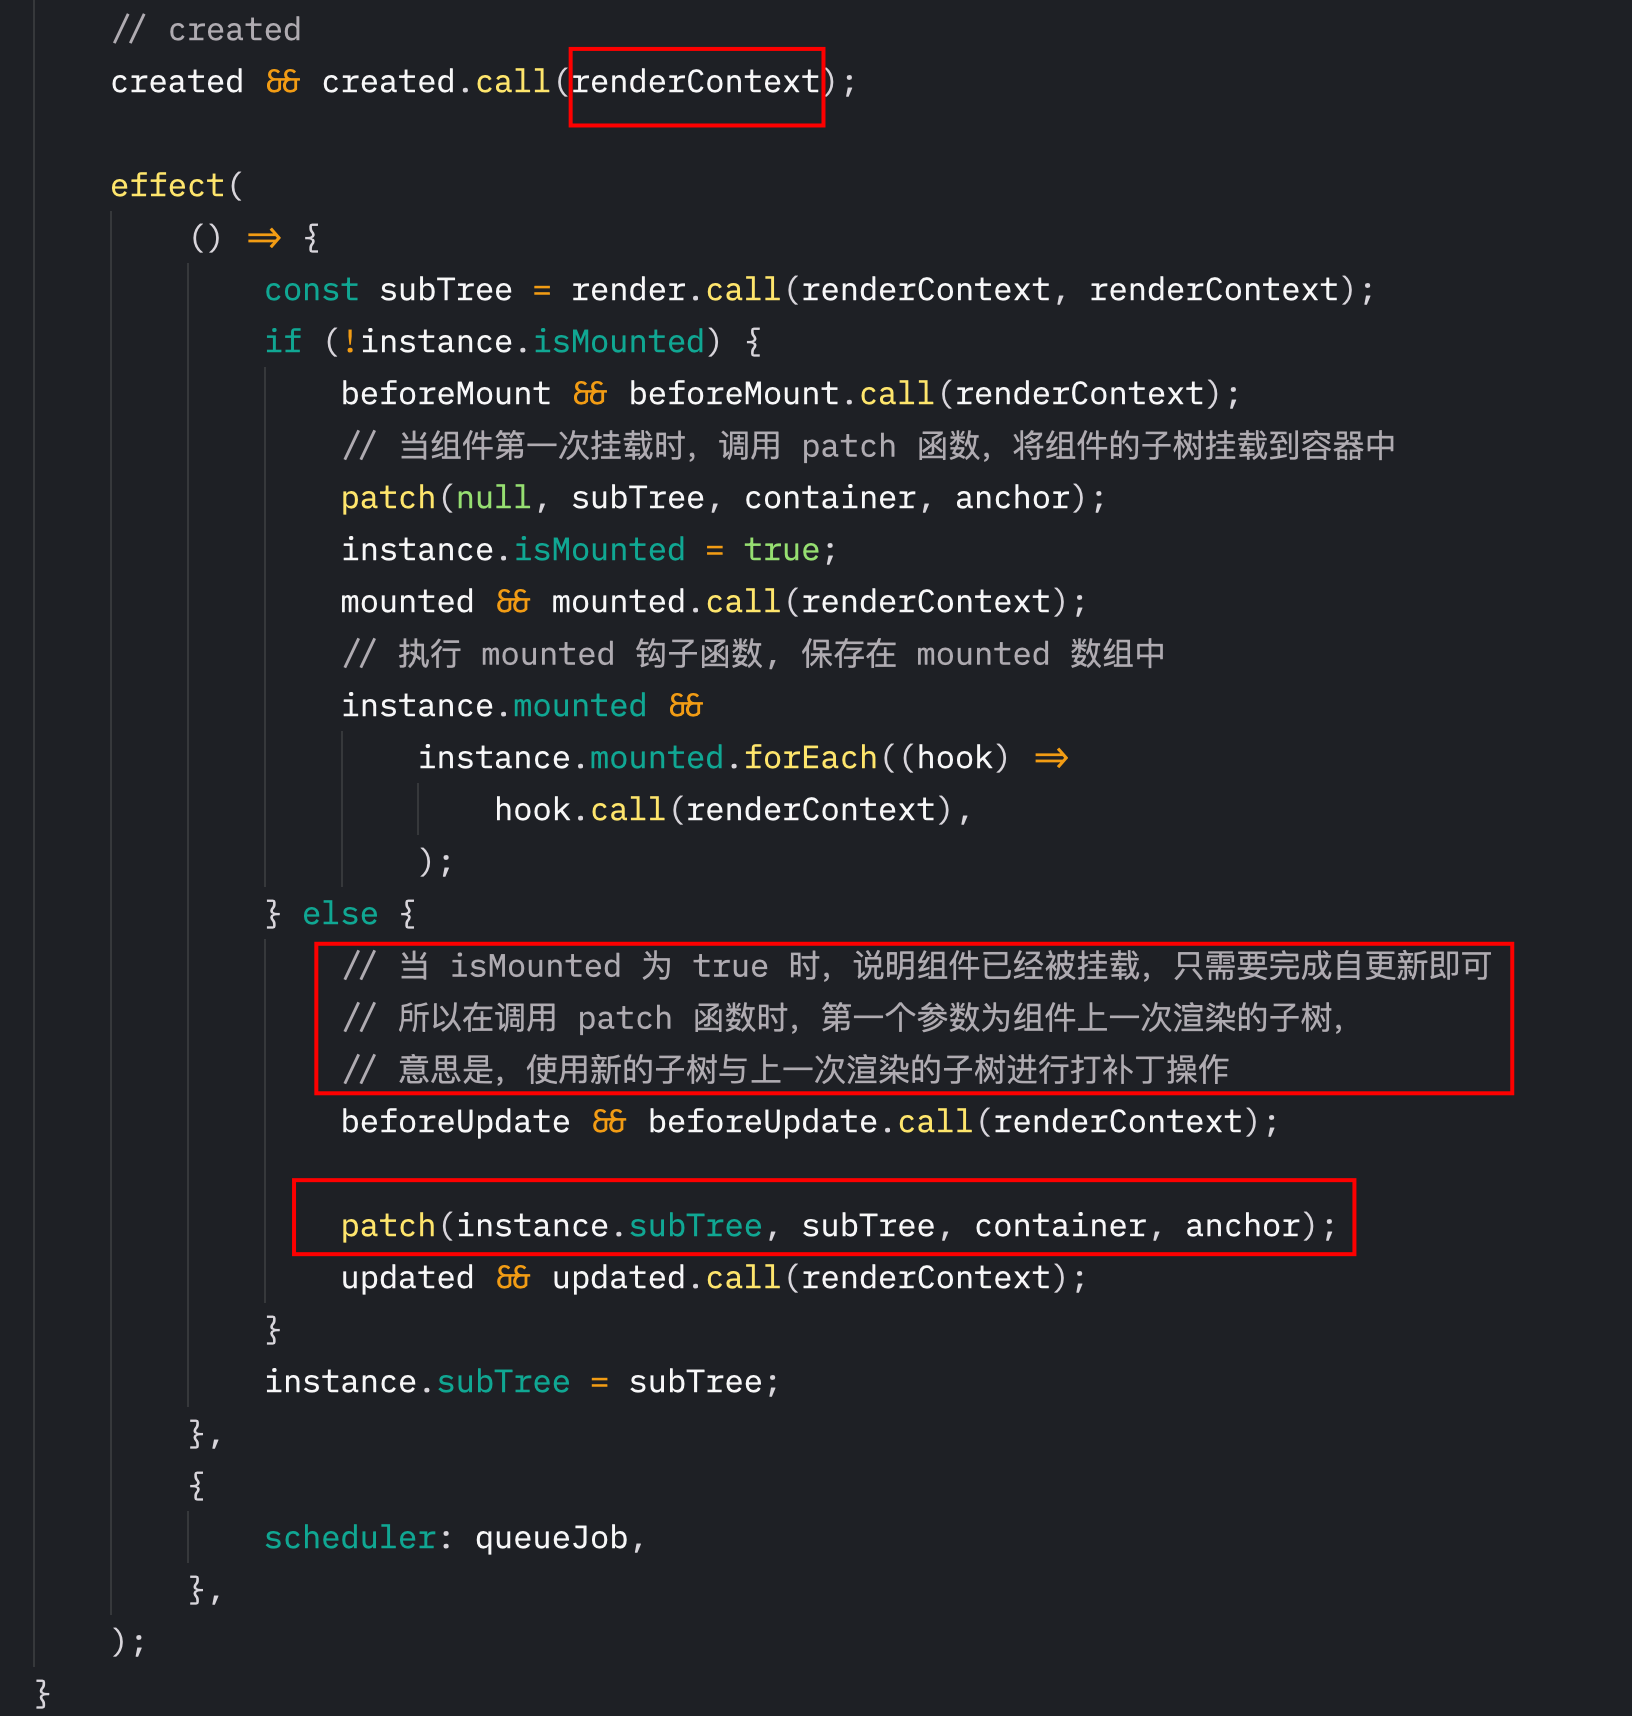 // created
created && created.call(renderContext);
effect(
() => {
const subTree = render.call(renderContext, renderContext);
if (!instance.isMounted) {
beforeMount && beforeMount.call(renderContext);
// 当组件第一次挂载时，调用 patch 函数，将组件的子树挂载到容器中
patch(null, subTree, container, anchor);
instance.isMounted = true;
mounted && mounted.call(renderContext);
// 执行 mounted 钩子函数, 保存在 mounted 数组中
instance.mounted &&
instance.mounted.forEach((hook) =>
hook.call(renderContext),
);
} else {
// 当 isMounted 为 true 时，说明组件已经被挂载，只需要完成自更新即可
// 所以在调用 patch 函数时，第一个参数为组件上一次渲染的子树，
// 意思是，使用新的子树与上一次渲染的子树进行打补丁操作
beforeUpdate && beforeUpdate.call(renderContext);
patch(instance.subTree, subTree, container, anchor);
updated && updated.call(renderContext);
}
instance.subTree = subTree;
},
{
scheduler: queueJob,
},
);
}